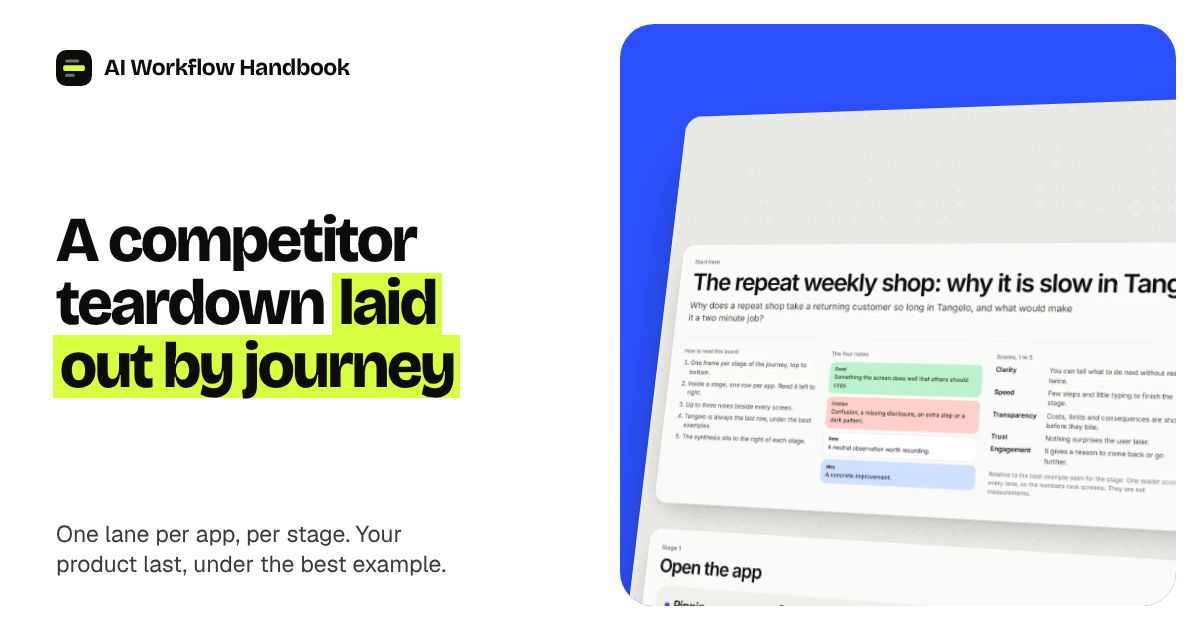 AI Workflow Handbook
A competitor
teardown laid
out by journey
One lane per app, per stage. Your
product last, under the best example.
Start here
The repeat weekly shop: why it is slow in Tang
Why does a repeat shop take a returning customer so long in Tangelo, and what would make
it a two minute job?
How to read this board
1. One frame per stage of the journey, top to
bottom.
2. Inside a stage, one row per app. Read it left to
right.
3. Up to three notes beside every screen.
4. Tangelo is always the last row, under the best
examples.
5. The synthesis sits to the right of each stage.
The four notes
Good
Something the screen does well that others should
copy.
Friction
Confusion, a missing disclosure, an extra step or a
dark pattern.
Note
A neutral observation worth recording.
Idea
A concrete improvement.
Scores, 1 to 5
Clarity
You can tell what to do next without
twice.
Speed
Few steps and little typing to finish the
stage.
Transparency
Costs, limits and consequences are
before they bite.
Trust
Nothing surprises the user later.
Engagement
It gives a reason to come back or go
further.
Relative to the best example seen for the stage. One reader
every lane, so the numbers rank screens. They are not
measurements.
Stage 1
Open the app